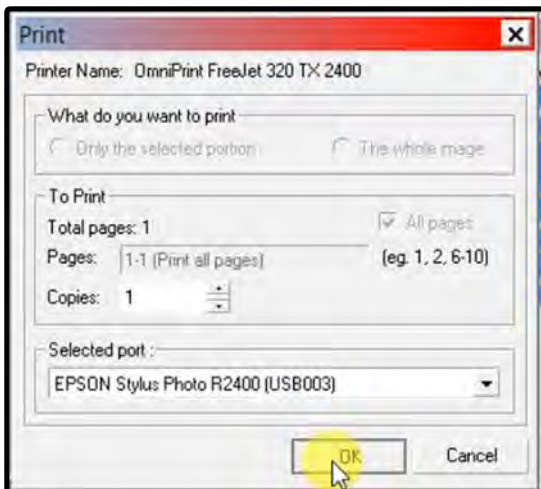 Print
Printer Name: OmniPrint FreeJet 320 TX 2400
What do you want to print
Only the selected portion
The whole image
To Print
Total pages: 1
All pages
Pages: 1-1 (Print all pages)
(eg. 1, 2, 6-10)
Copies: 1
Selected port :
EPSON Stylus Photo R2400 (USB003)
OK
Cancel